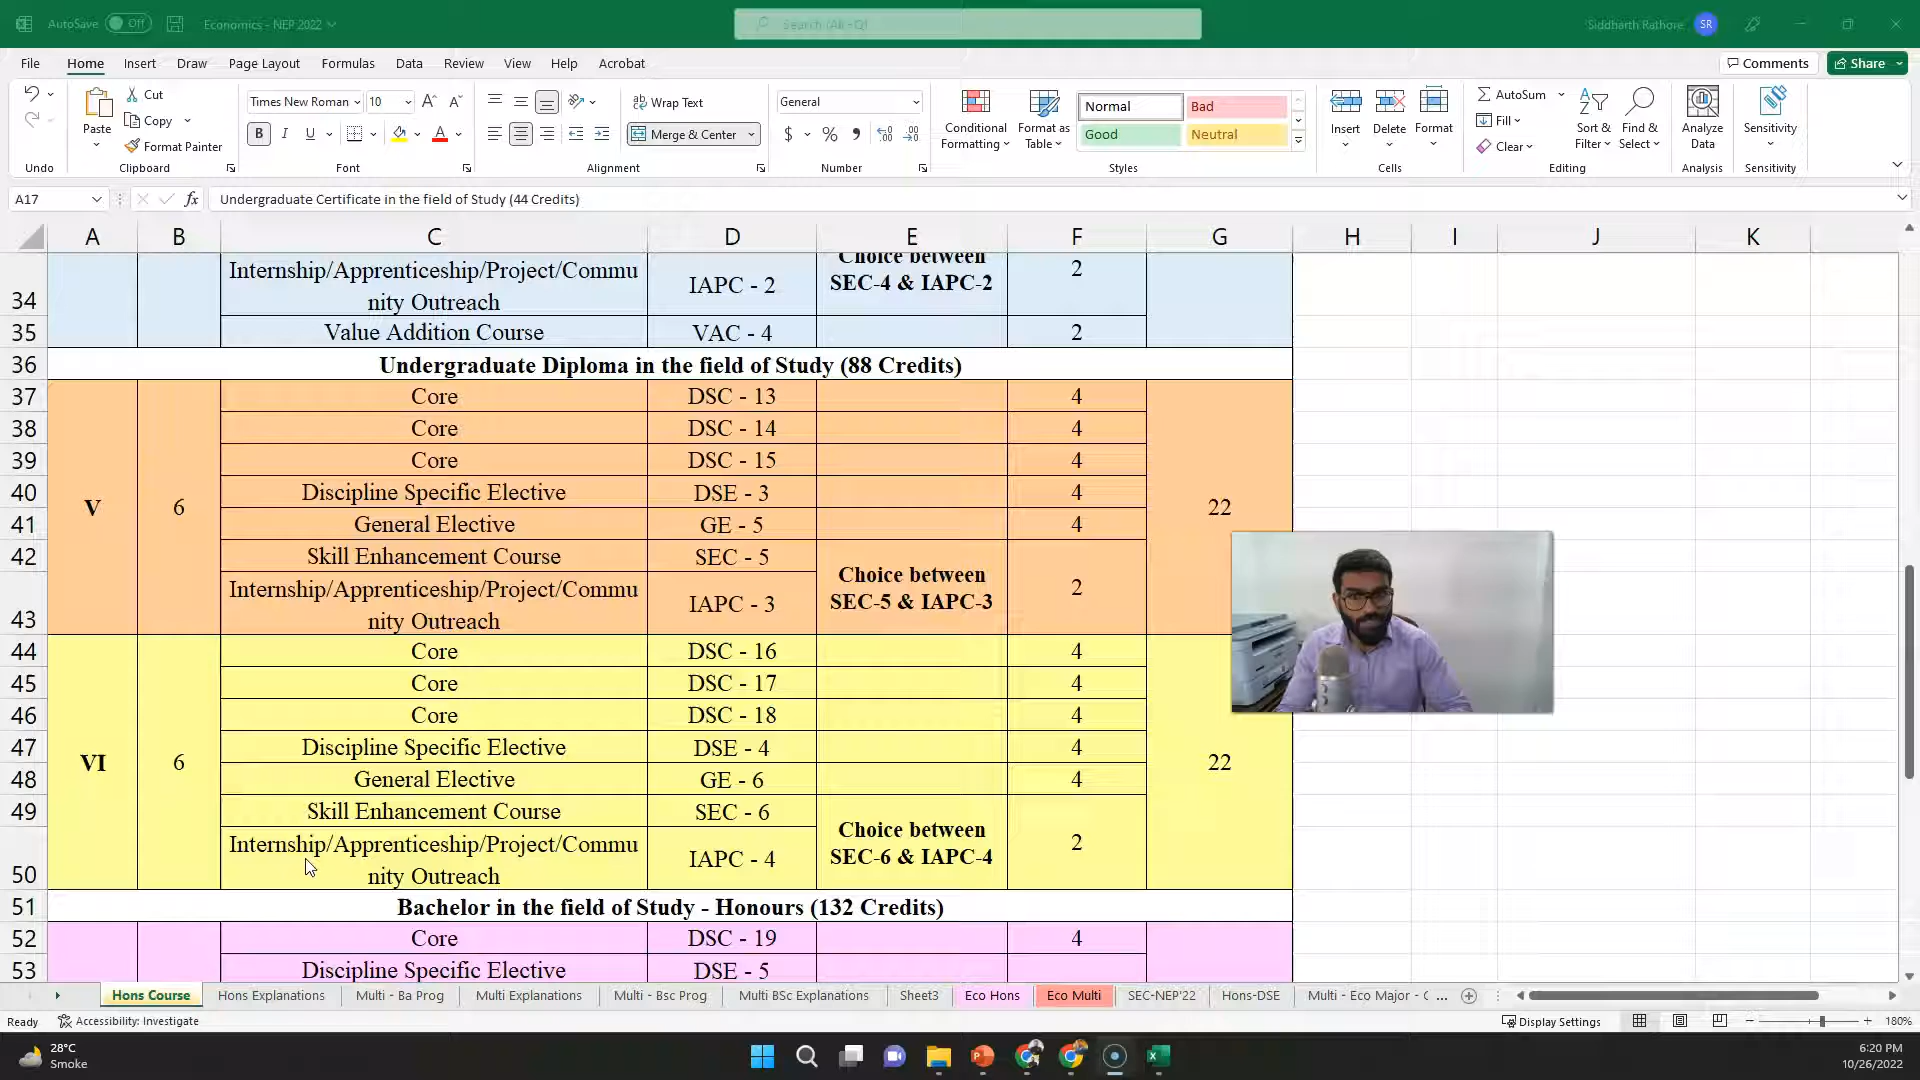 AutoSave Off Economics - NEP 2022 Search (Alt+Q) Siddharth Rathore SR
File Home Insert Draw Page Layout Formulas Data Review View Help Acrobat Comments Share
Paste Cut Copy Format Painter
Times New Roman 10
B I U
Wrap Text
Merge & Center
General
$ % ,
Conditional Formatting
Format as Table
Normal Bad
Good Neutral
Insert Delete Format
AutoSum
Fill
Clear
Sort & Filter
Find & Select
Analyze Data
Sensitivity
Undo Clipboard Font Alignment Number Styles Cells Editing Analysis Sensitivity
A17 fx Undergraduate Certificate in the field of Study (44 Credits)
A B C D E F G H I J K
34 Internship/Apprenticeship/Project/Commu
nity Outreach IAPC - 2 Choice between
SEC-4 & IAPC-2 2
35 Value Addition Course VAC - 4 2
36 Undergraduate Diploma in the field of Study (88 Credits)
37 Core DSC - 13 4
38 Core DSC - 14 4
39 Core DSC - 15 4
40 Discipline Specific Elective DSE - 3 4
V 6 22
41 General Elective GE - 5 4
42 Skill Enhancement Course SEC - 5
Choice between
SEC-5 & IAPC-3 2
43 Internship/Apprenticeship/Project/Commu
nity Outreach IAPC - 3
44 Core DSC - 16 4
45 Core DSC - 17 4
46 Core DSC - 18 4
47 Discipline Specific Elective DSE - 4 4
VI 6 22
48 General Elective GE - 6 4
49 Skill Enhancement Course SEC - 6
Choice between
SEC-6 & IAPC-4 2
50 Internship/Apprenticeship/Project/Commu
nity Outreach IAPC - 4
51 Bachelor in the field of Study - Honours (132 Credits)
52 Core DSC - 19 4
53 Discipline Specific Elective DSE - 5
Hons Course Hons Explanations Multi - Ba Prog Multi Explanations Multi - Bsc Prog Multi BSc Explanations Sheet3 Eco Hons Eco Multi SEC-NEP'22 Hons-DSE Multi - Eco Major - ...
Ready Accessibility: Investigate Display Settings 180%
28°C
Smoke
6:20 PM
10/26/2022